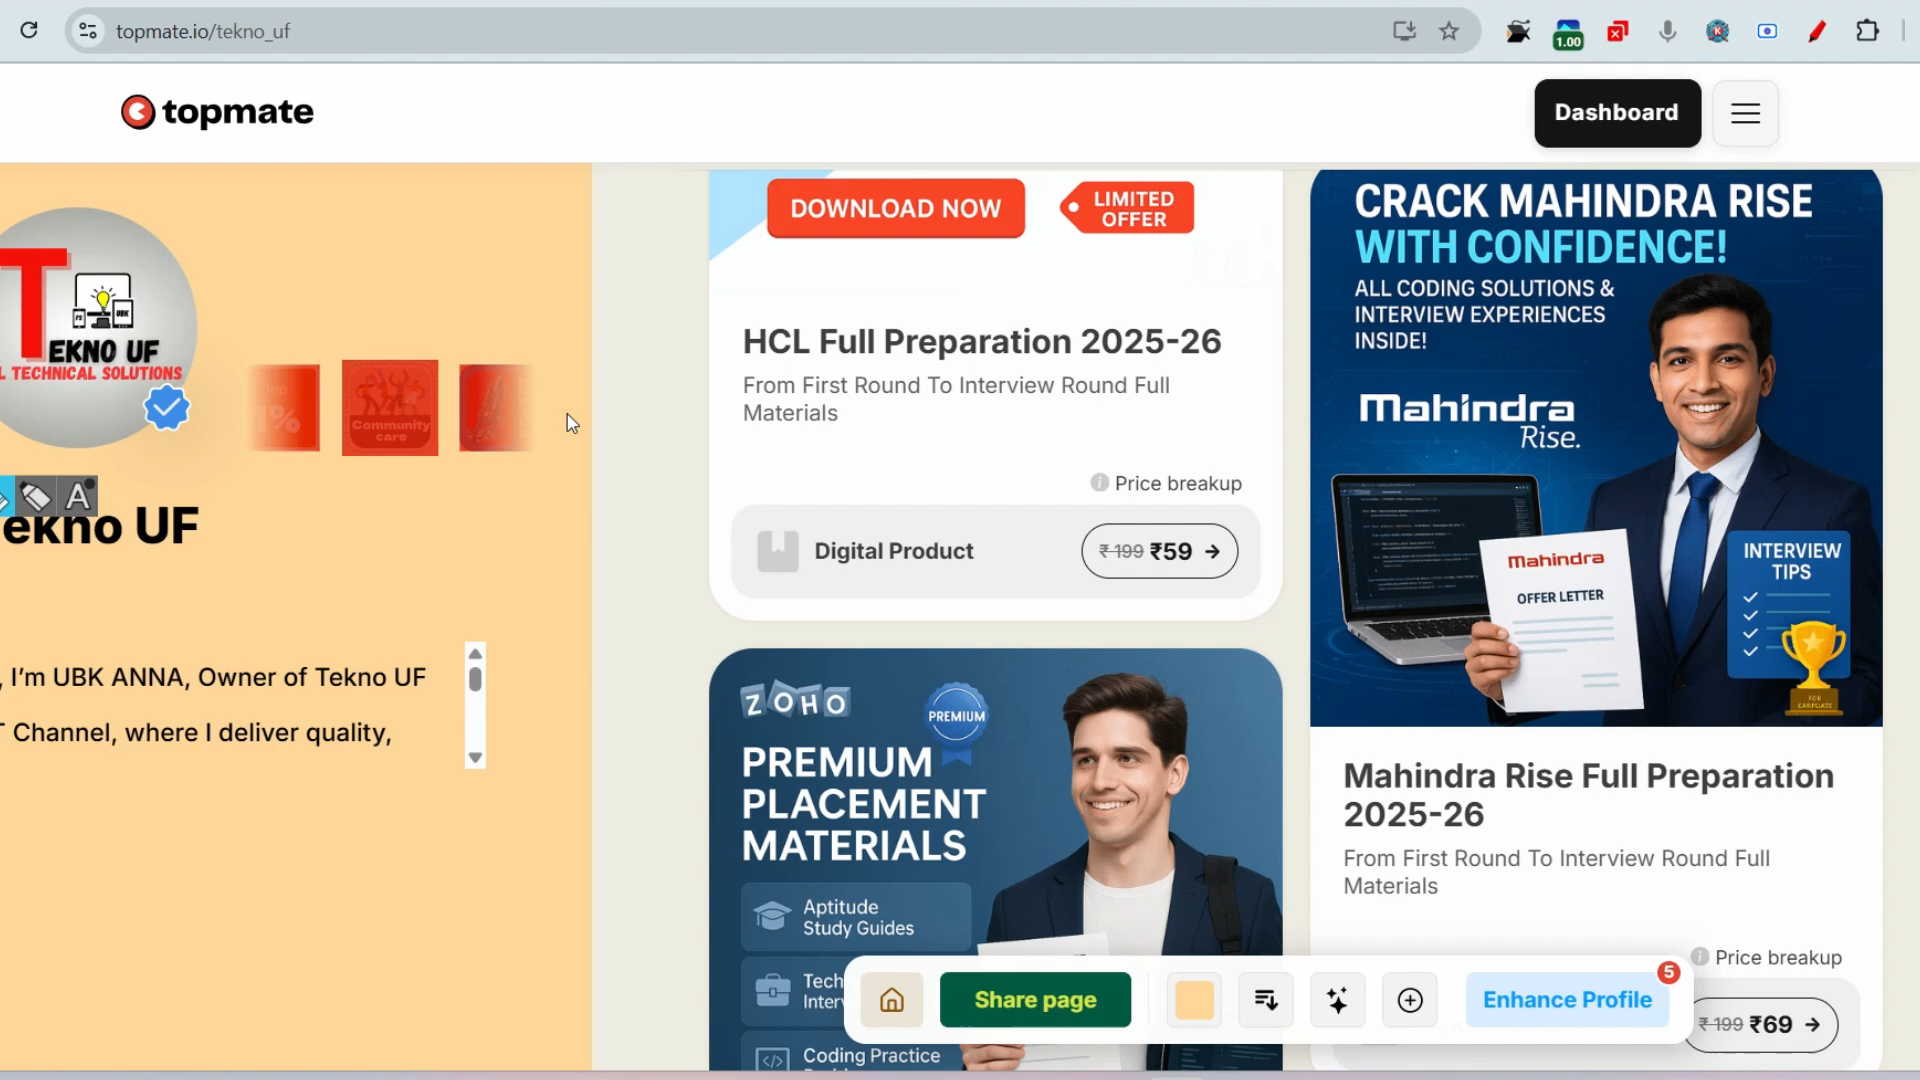 topmate.io/tekno_uf
1.00
topmate
Dashboard
T
EKNO UF
L TECHNICAL SOLUTIONS
UBK
Top
1%
Community
care
A
ekno UF
, I'm UBK ANNA, Owner of Tekno UF
T Channel, where I deliver quality,
DOWNLOAD NOW
LIMITED
OFFER
HCL Full Preparation 2025-26
From First Round To Interview Round Full
Materials
Price breakup
Digital Product
₹ 199 ₹59 →
ZOHO
PREMIUM
PREMIUM
PLACEMENT
MATERIALS
Aptitude
Study Guides
Tech
Inter
Coding Practice
CRACK MAHINDRA RISE
WITH CONFIDENCE!
ALL CODING SOLUTIONS &
INTERVIEW EXPERIENCES
INSIDE!
Mahindra
Rise.
mahindra
OFFER LETTER
INTERVIEW
TIPS
FOR
Mahindra Rise Full Preparation
2025-26
From First Round To Interview Round Full
Materials
Price breakup
₹ 199 ₹69 →
Share page
Enhance Profile
5